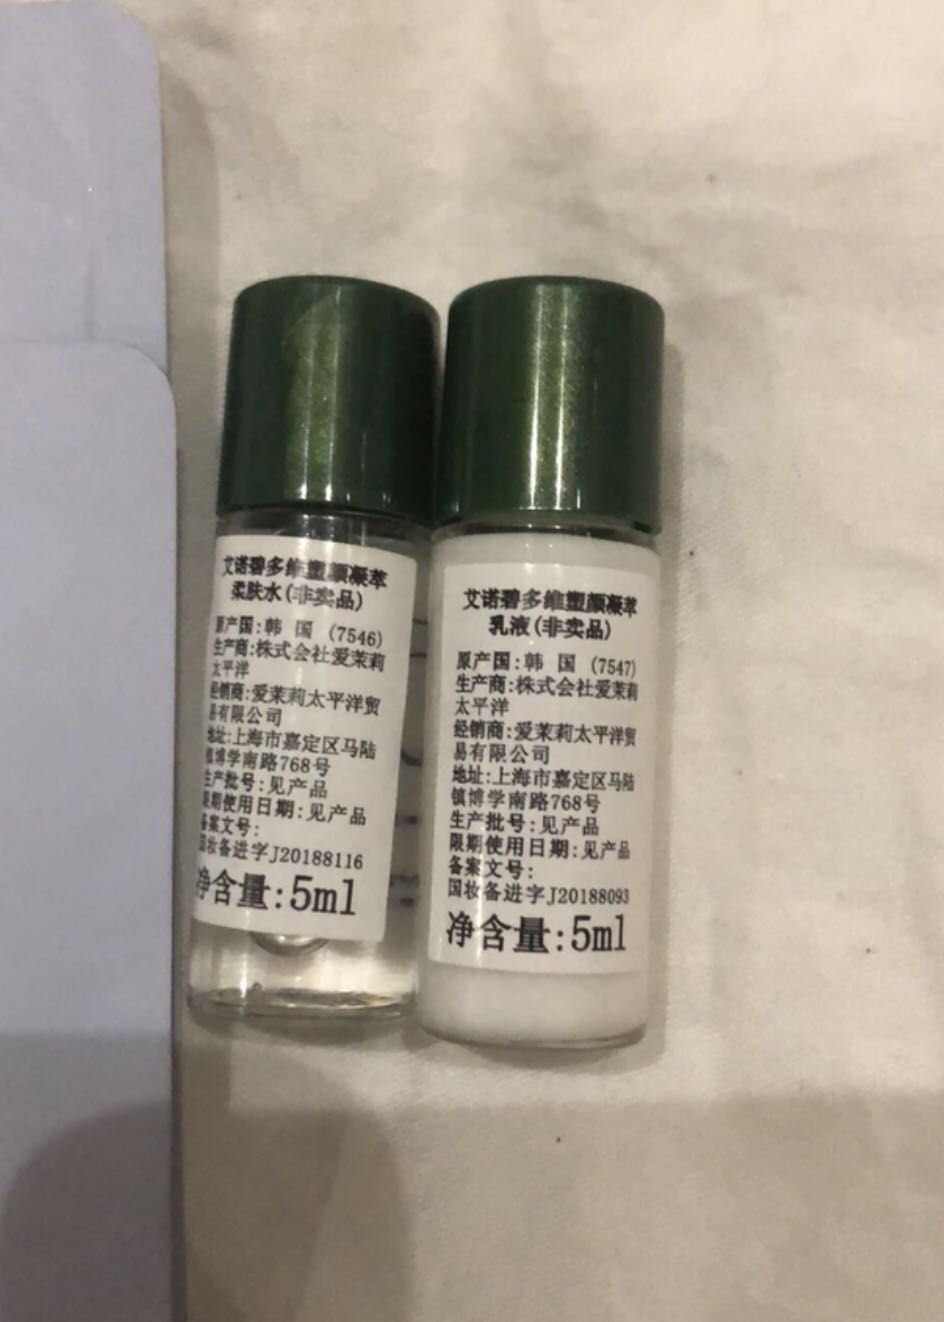 艾诺碧多维塑颜凝萃
柔肤水(非卖品)
原产国:韩 国 (7546)
生产商:株式会社爱茉莉
太平洋
经销商:爱茉莉太平洋贸
易有限公司
地址:上海市嘉定区马陆
镇博学南路768号
生产批号:见产品
限期使用日期:见产品
备案文号:
国妆备进字J20188116
净含量:5ml
艾诺碧多维塑颜凝萃
乳液(非卖品)
原产国:韩 国 (7547)
生产商:株式会社爱茉莉
太平洋
经销商:爱茉莉太平洋贸
易有限公司
地址:上海市嘉定区马陆
镇博学南路768号
生产批号:见产品
限期使用日期:见产品
备案文号:
国妆备进字J20188093
净含量:5ml